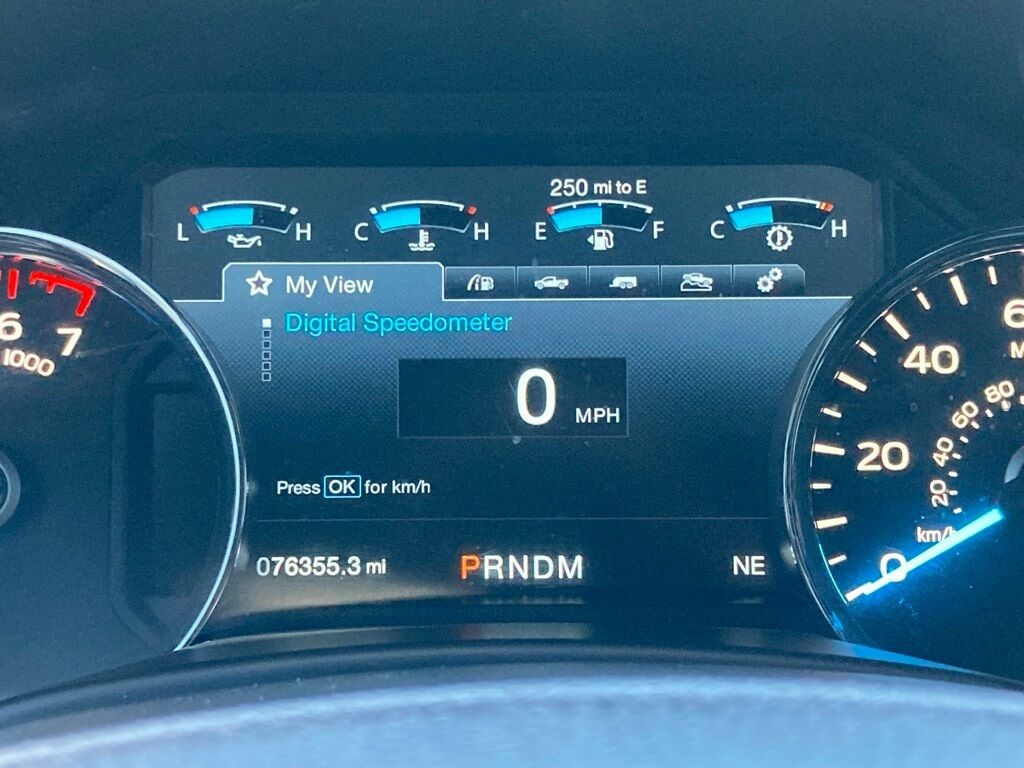 250 mi to E
L H C H E F C H
My View
Digital Speedometer
0 MPH
Press OK for km/h
076355.3 mi PRNDM NE
6 7
1000
0 20 40
20 40 60 80
km/h